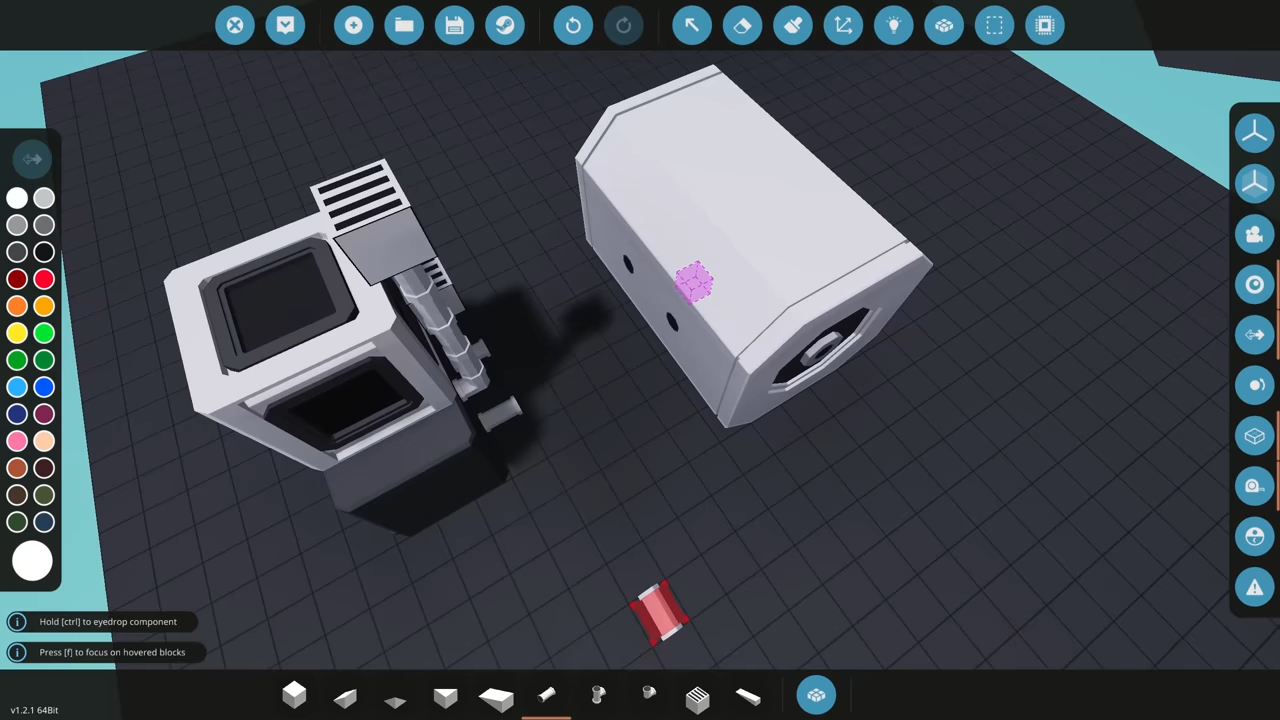 Hold [ctrl] to eyedrop component
Press [f] to focus on hovered blocks
v1.2.1 64Bit